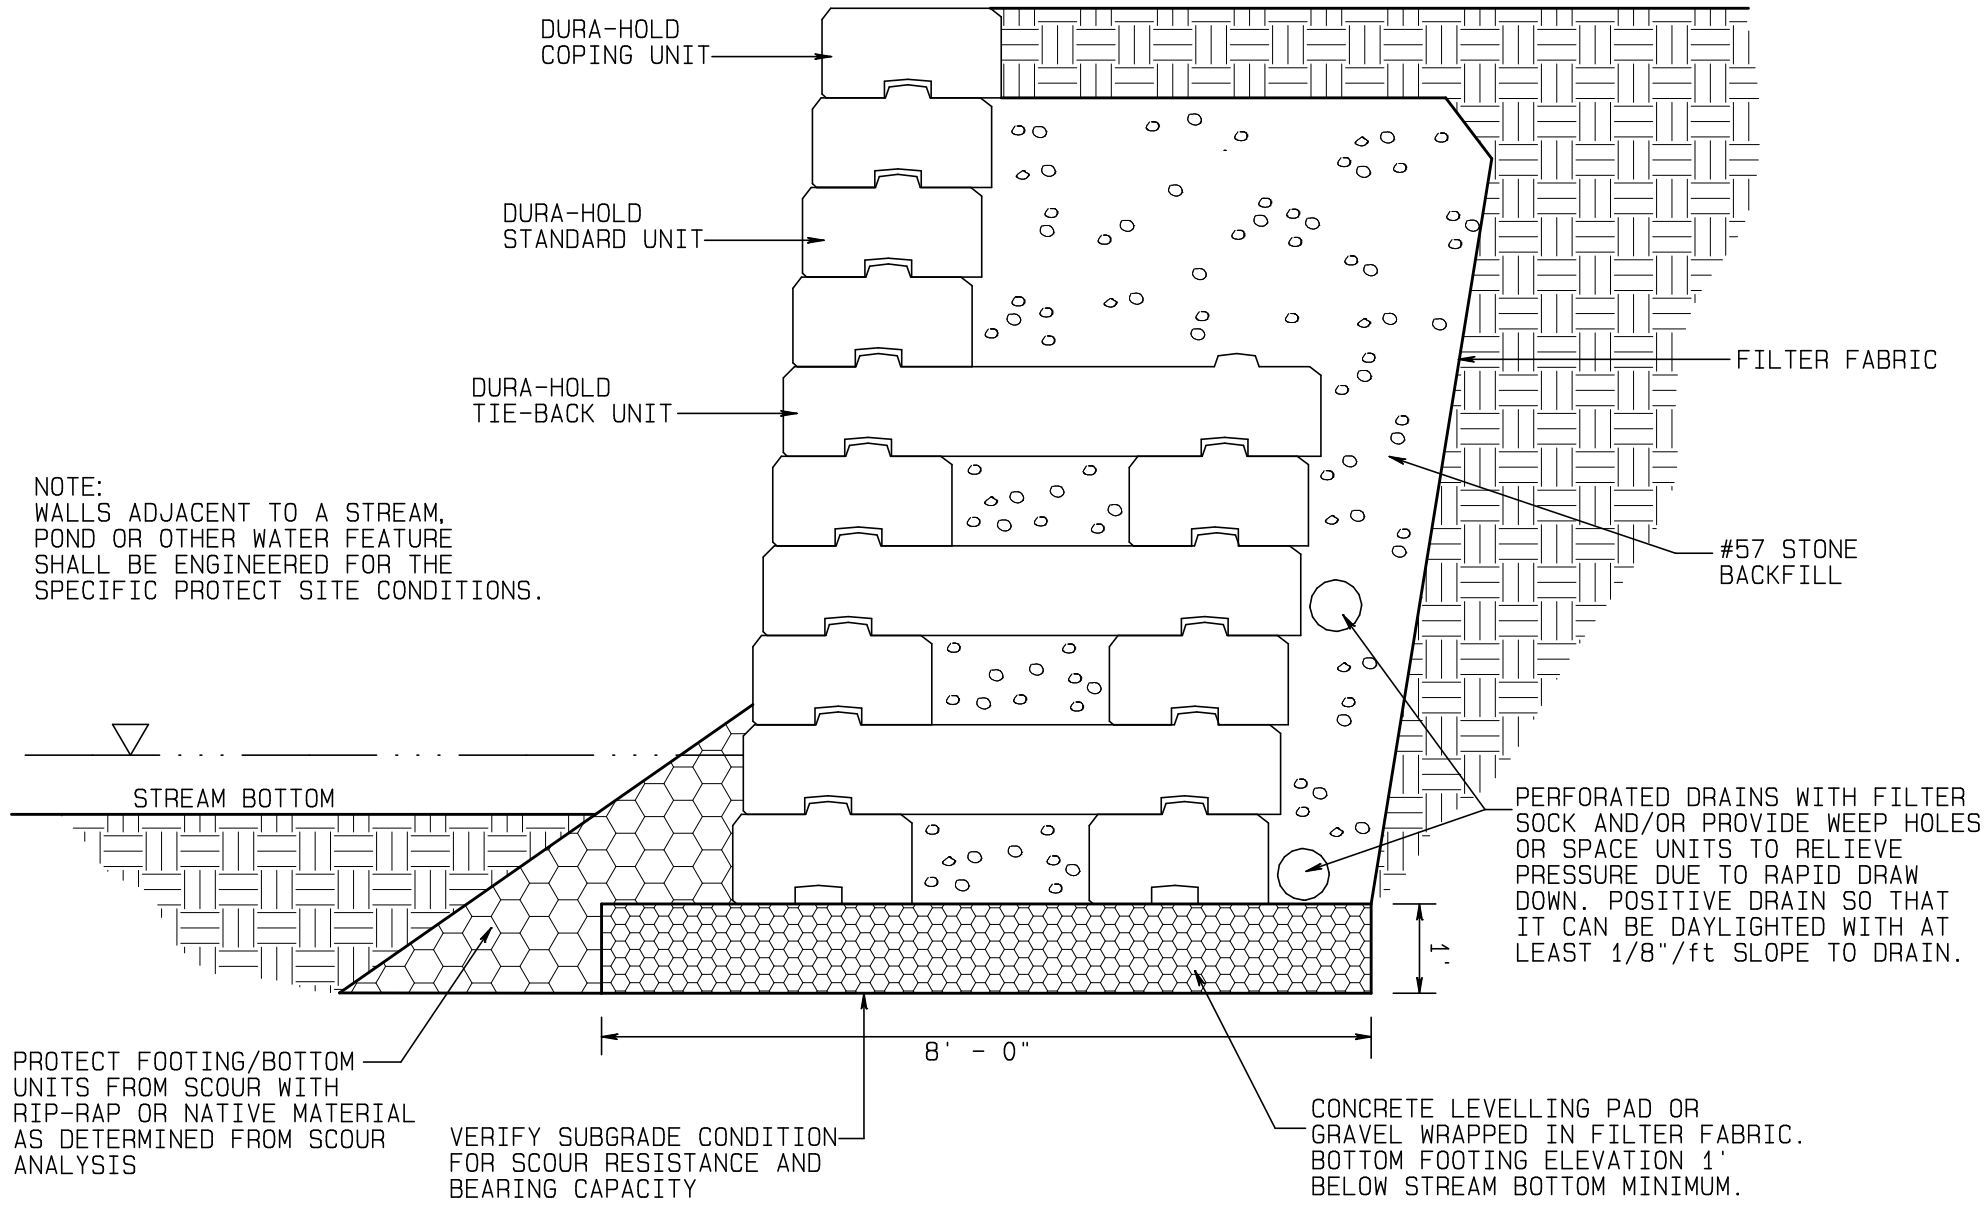 DURA-HOLD
COPING UNIT
DURA-HOLD
STANDARD UNIT
DURA-HOLD
TIE-BACK UNIT
FILTER FABRIC
NOTE:
WALLS ADJACENT TO A STREAM,
POND OR OTHER WATER FEATURE
SHALL BE ENGINEERED FOR THE
SPECIFIC PROTECT SITE CONDITIONS.
#57 STONE
BACKFILL
STREAM BOTTOM
PERFORATED DRAINS WITH FILTER
SOCK AND/OR PROVIDE WEEP HOLES
OR SPACE UNITS TO RELIEVE
PRESSURE DUE TO RAPID DRAW
DOWN. POSITIVE DRAIN SO THAT
IT CAN BE DAYLIGHTED WITH AT
LEAST 1/8"/ft SLOPE TO DRAIN.
1'
8' - 0"
PROTECT FOOTING/BOTTOM
UNITS FROM SCOUR WITH
RIP-RAP OR NATIVE MATERIAL
AS DETERMINED FROM SCOUR
ANALYSIS
VERIFY SUBGRADE CONDITION
FOR SCOUR RESISTANCE AND
BEARING CAPACITY
CONCRETE LEVELLING PAD OR
GRAVEL WRAPPED IN FILTER FABRIC.
BOTTOM FOOTING ELEVATION 1'
BELOW STREAM BOTTOM MINIMUM.